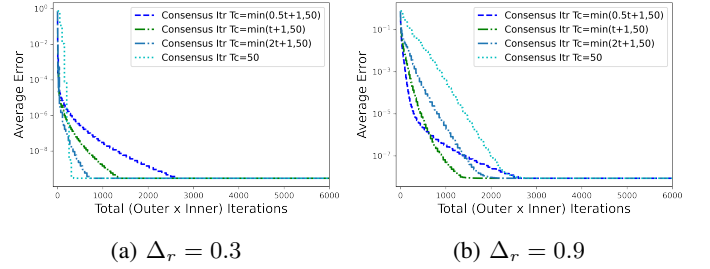 Consensus Itr Tc=min(0.5t+1,50)
Consensus Itr Tc=min(t+1,50)
Consensus Itr Tc=min(2t+1,50)
Consensus Itr Tc=50
Average Error
10⁰
10⁻²
10⁻⁴
10⁻⁶
10⁻⁸
0 1000 2000 3000 4000 5000 6000
Total (Outer x Inner) Iterations
(a) Δᵣ = 0.3
Consensus Itr Tc=min(0.5t+1,50)
Consensus Itr Tc=min(t+1,50)
Consensus Itr Tc=min(2t+1,50)
Consensus Itr Tc=50
Average Error
10⁻¹
10⁻³
10⁻⁵
10⁻⁷
0 1000 2000 3000 4000 5000 6000
Total (Outer x Inner) Iterations
(b) Δᵣ = 0.9